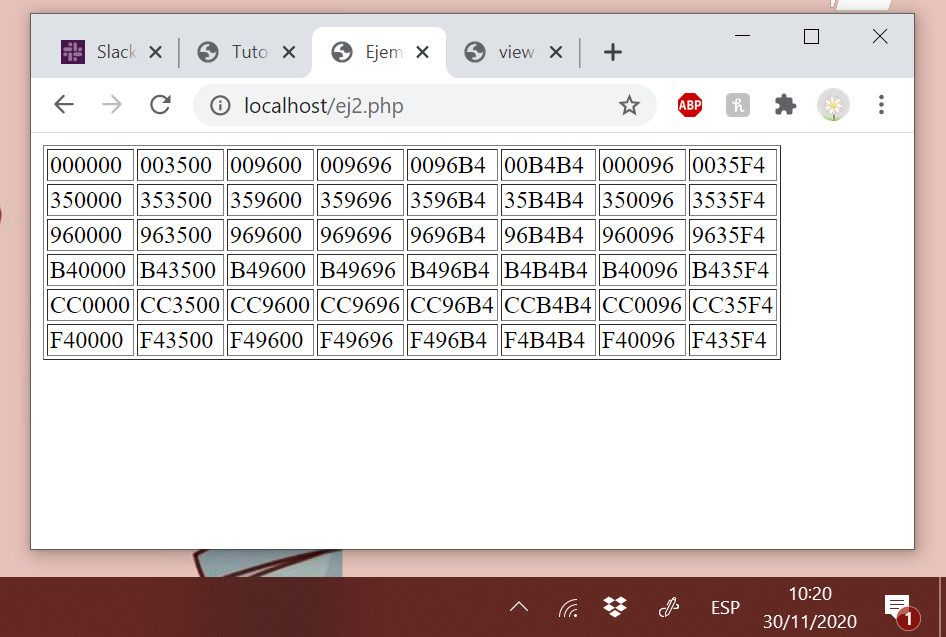 Slack Tuto Ejem view-
localhost/ej2.php ABP
000000 003500 009600 009696 0096B4 00B4B4 000096 0035F4
350000 353500 359600 359696 3596B4 35B4B4 350096 3535F4
960000 963500 969600 969696 9696B4 96B4B4 960096 9635F4
B40000 B43500 B49600 B49696 B496B4 B4B4B4 B40096 B435F4
CC0000 CC3500 CC9600 CC9696 CC96B4 CCB4B4 CC0096 CC35F4
F40000 F43500 F49600 F49696 F496B4 F4B4B4 F40096 F435F4
ESP
10:20
30/11/2020
1